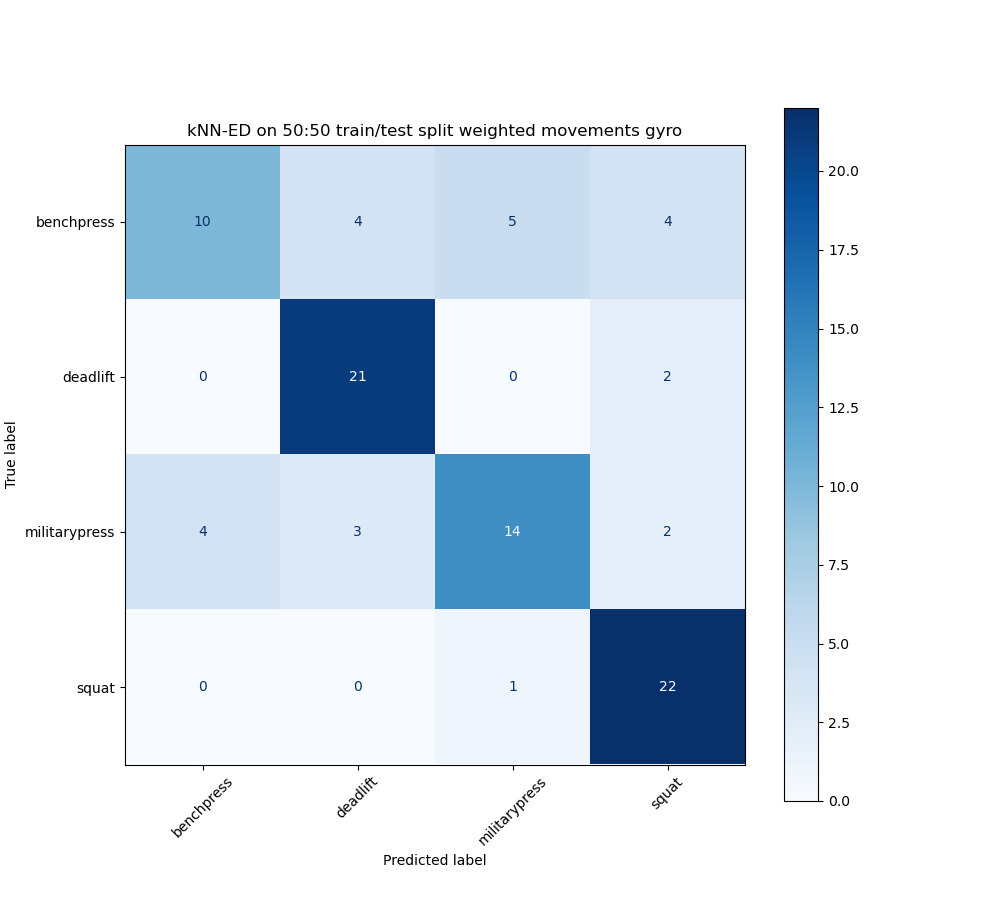 kNN-ED on 50:50 train/test split weighted movements gyro
True label
benchpress 10 4 5 4
deadlift 0 21 0 2
militarypress 4 3 14 2
squat 0 0 1 22
benchpress deadlift militarypress squat
Predicted label
20.0
17.5
15.0
12.5
10.0
7.5
5.0
2.5
0.0